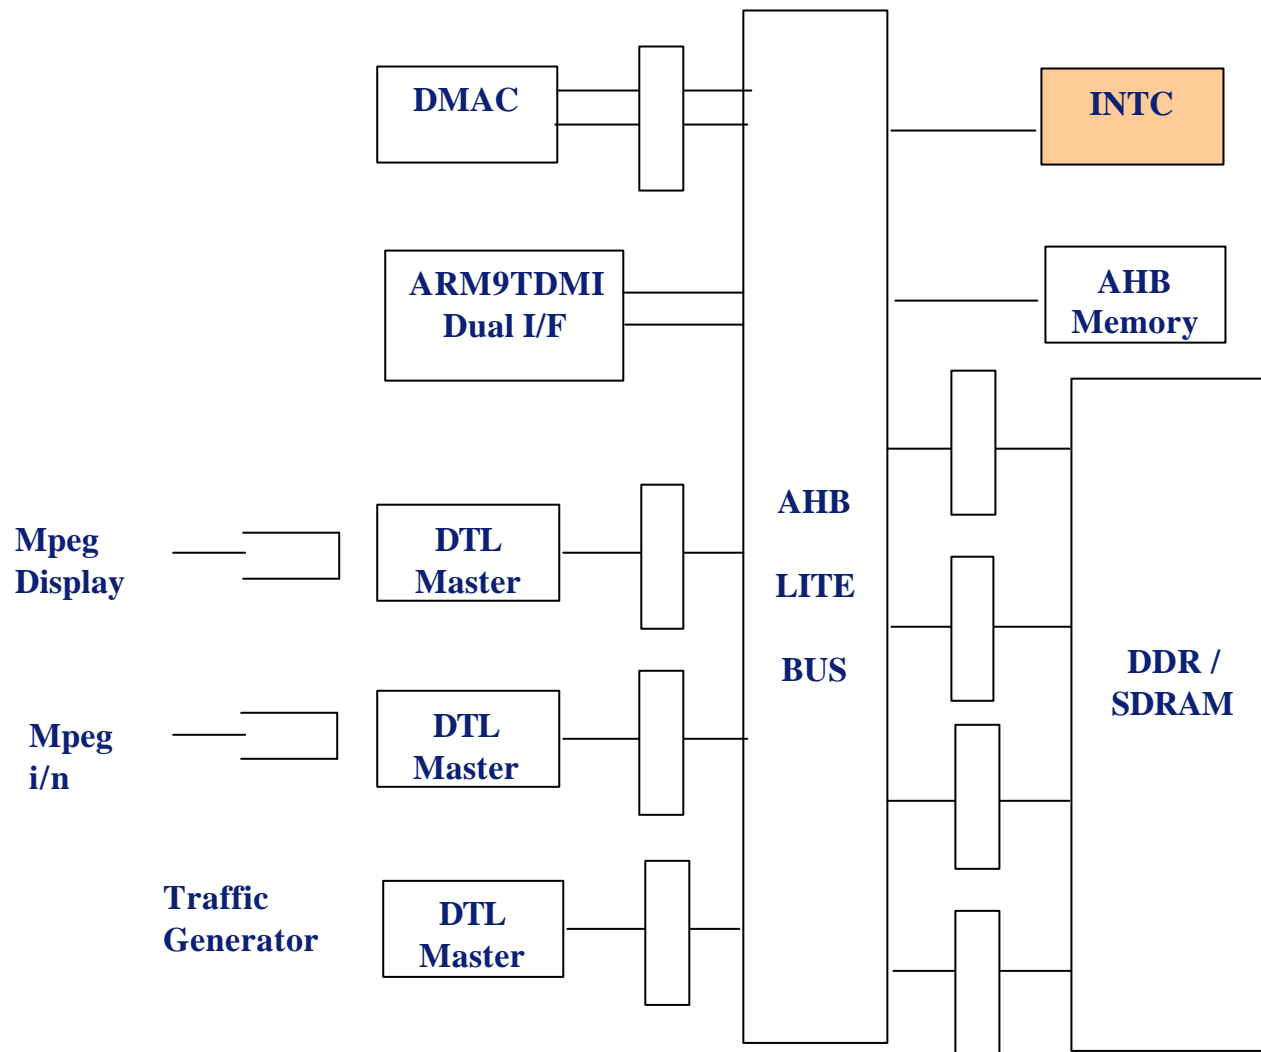 DMAC
INTC
ARM9TDMI
Dual I/F
AHB
Memory
Mpeg
Display
DTL
Master
AHB
LITE
BUS
DDR /
SDRAM
Mpeg
i/n
DTL
Master
Traffic
Generator
DTL
Master